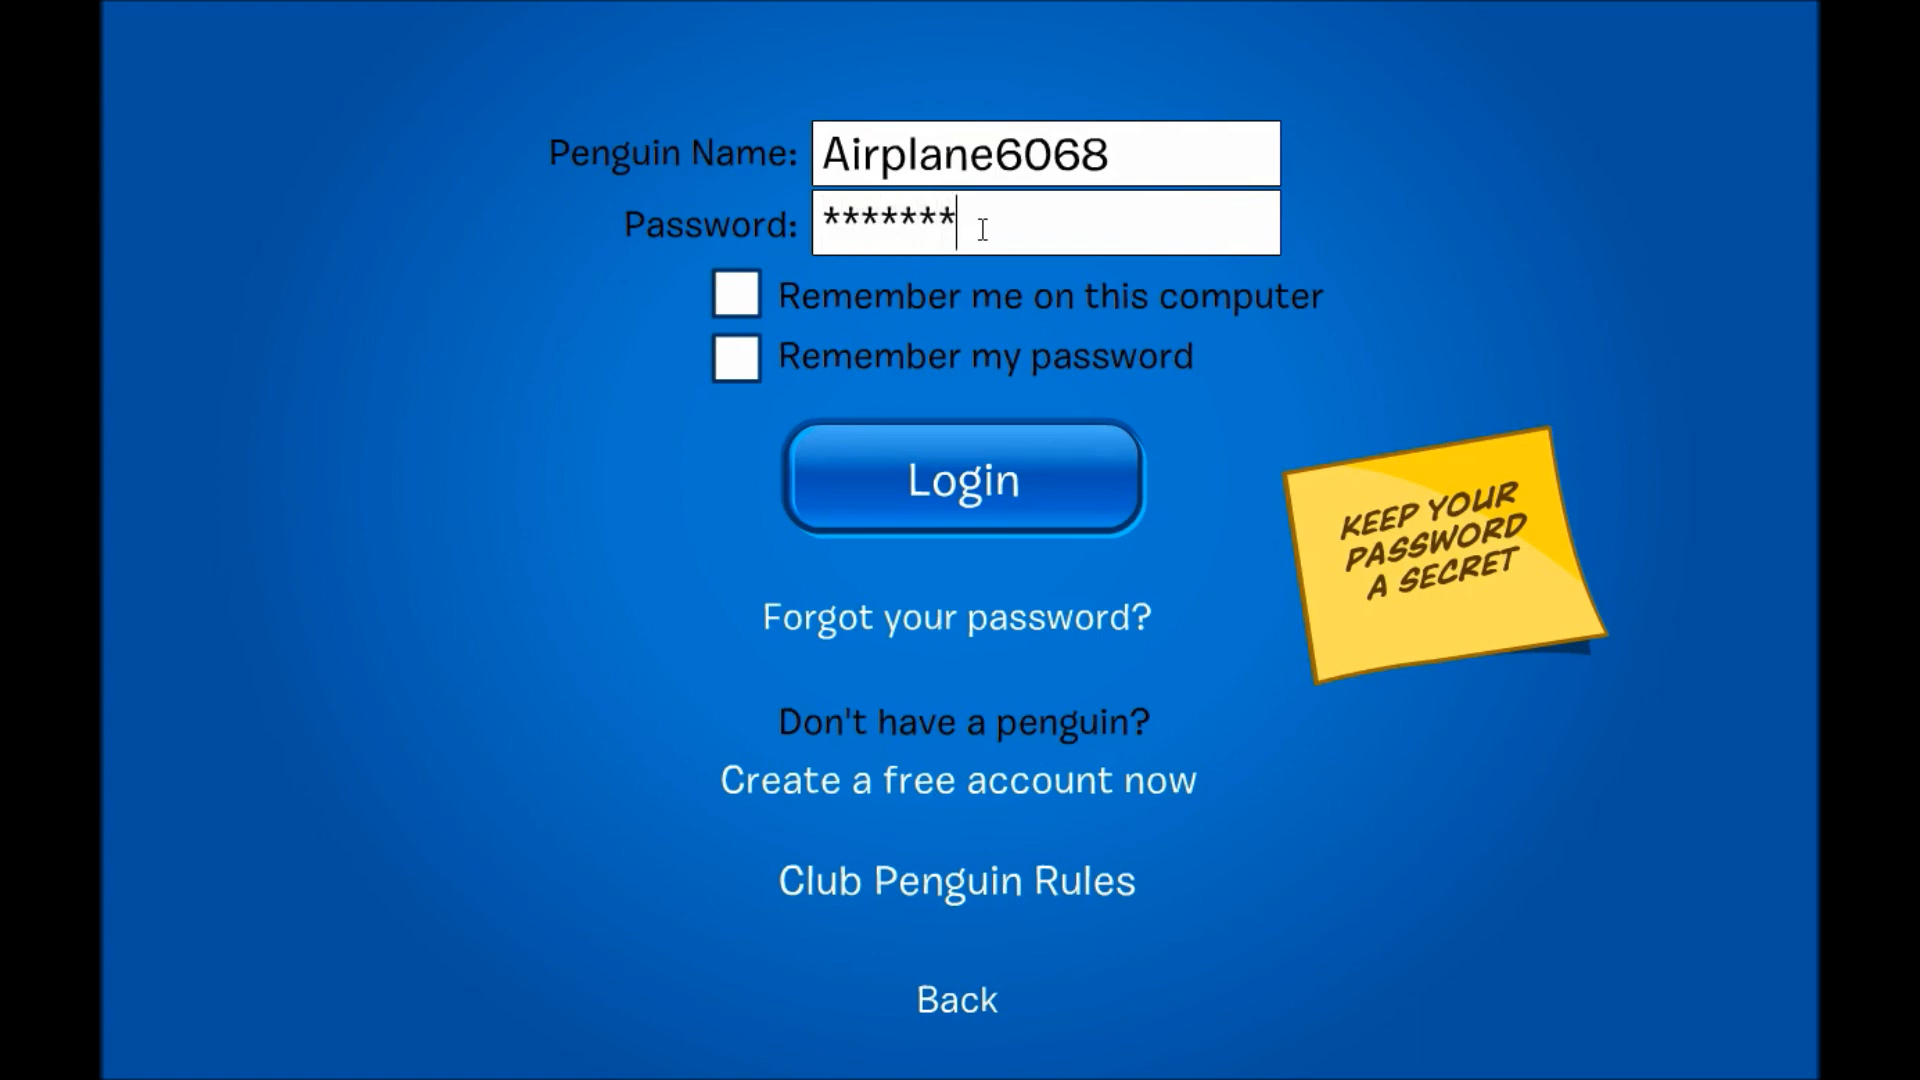 Penguin Name: Airplane6068
Password: *******
Remember me on this computer
Remember my password
Login
KEEP YOUR
PASSWORD
A SECRET
Forgot your password?
Don't have a penguin?
Create a free account now
Club Penguin Rules
Back